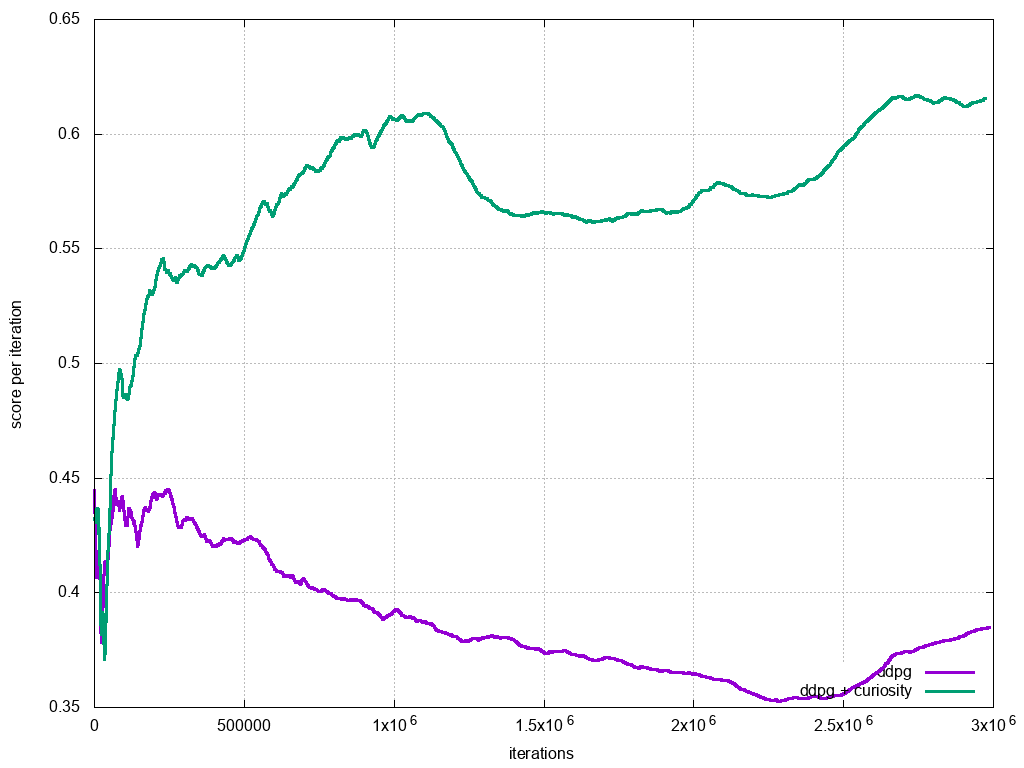 0.65
0.6
0.55
0.5
0.45
0.4
0.35
score per iteration
ddpg
ddpg + curiosity
0 500000 1x10^6 1.5x10^6 2x10^6 2.5x10^6 3x10^6
iterations